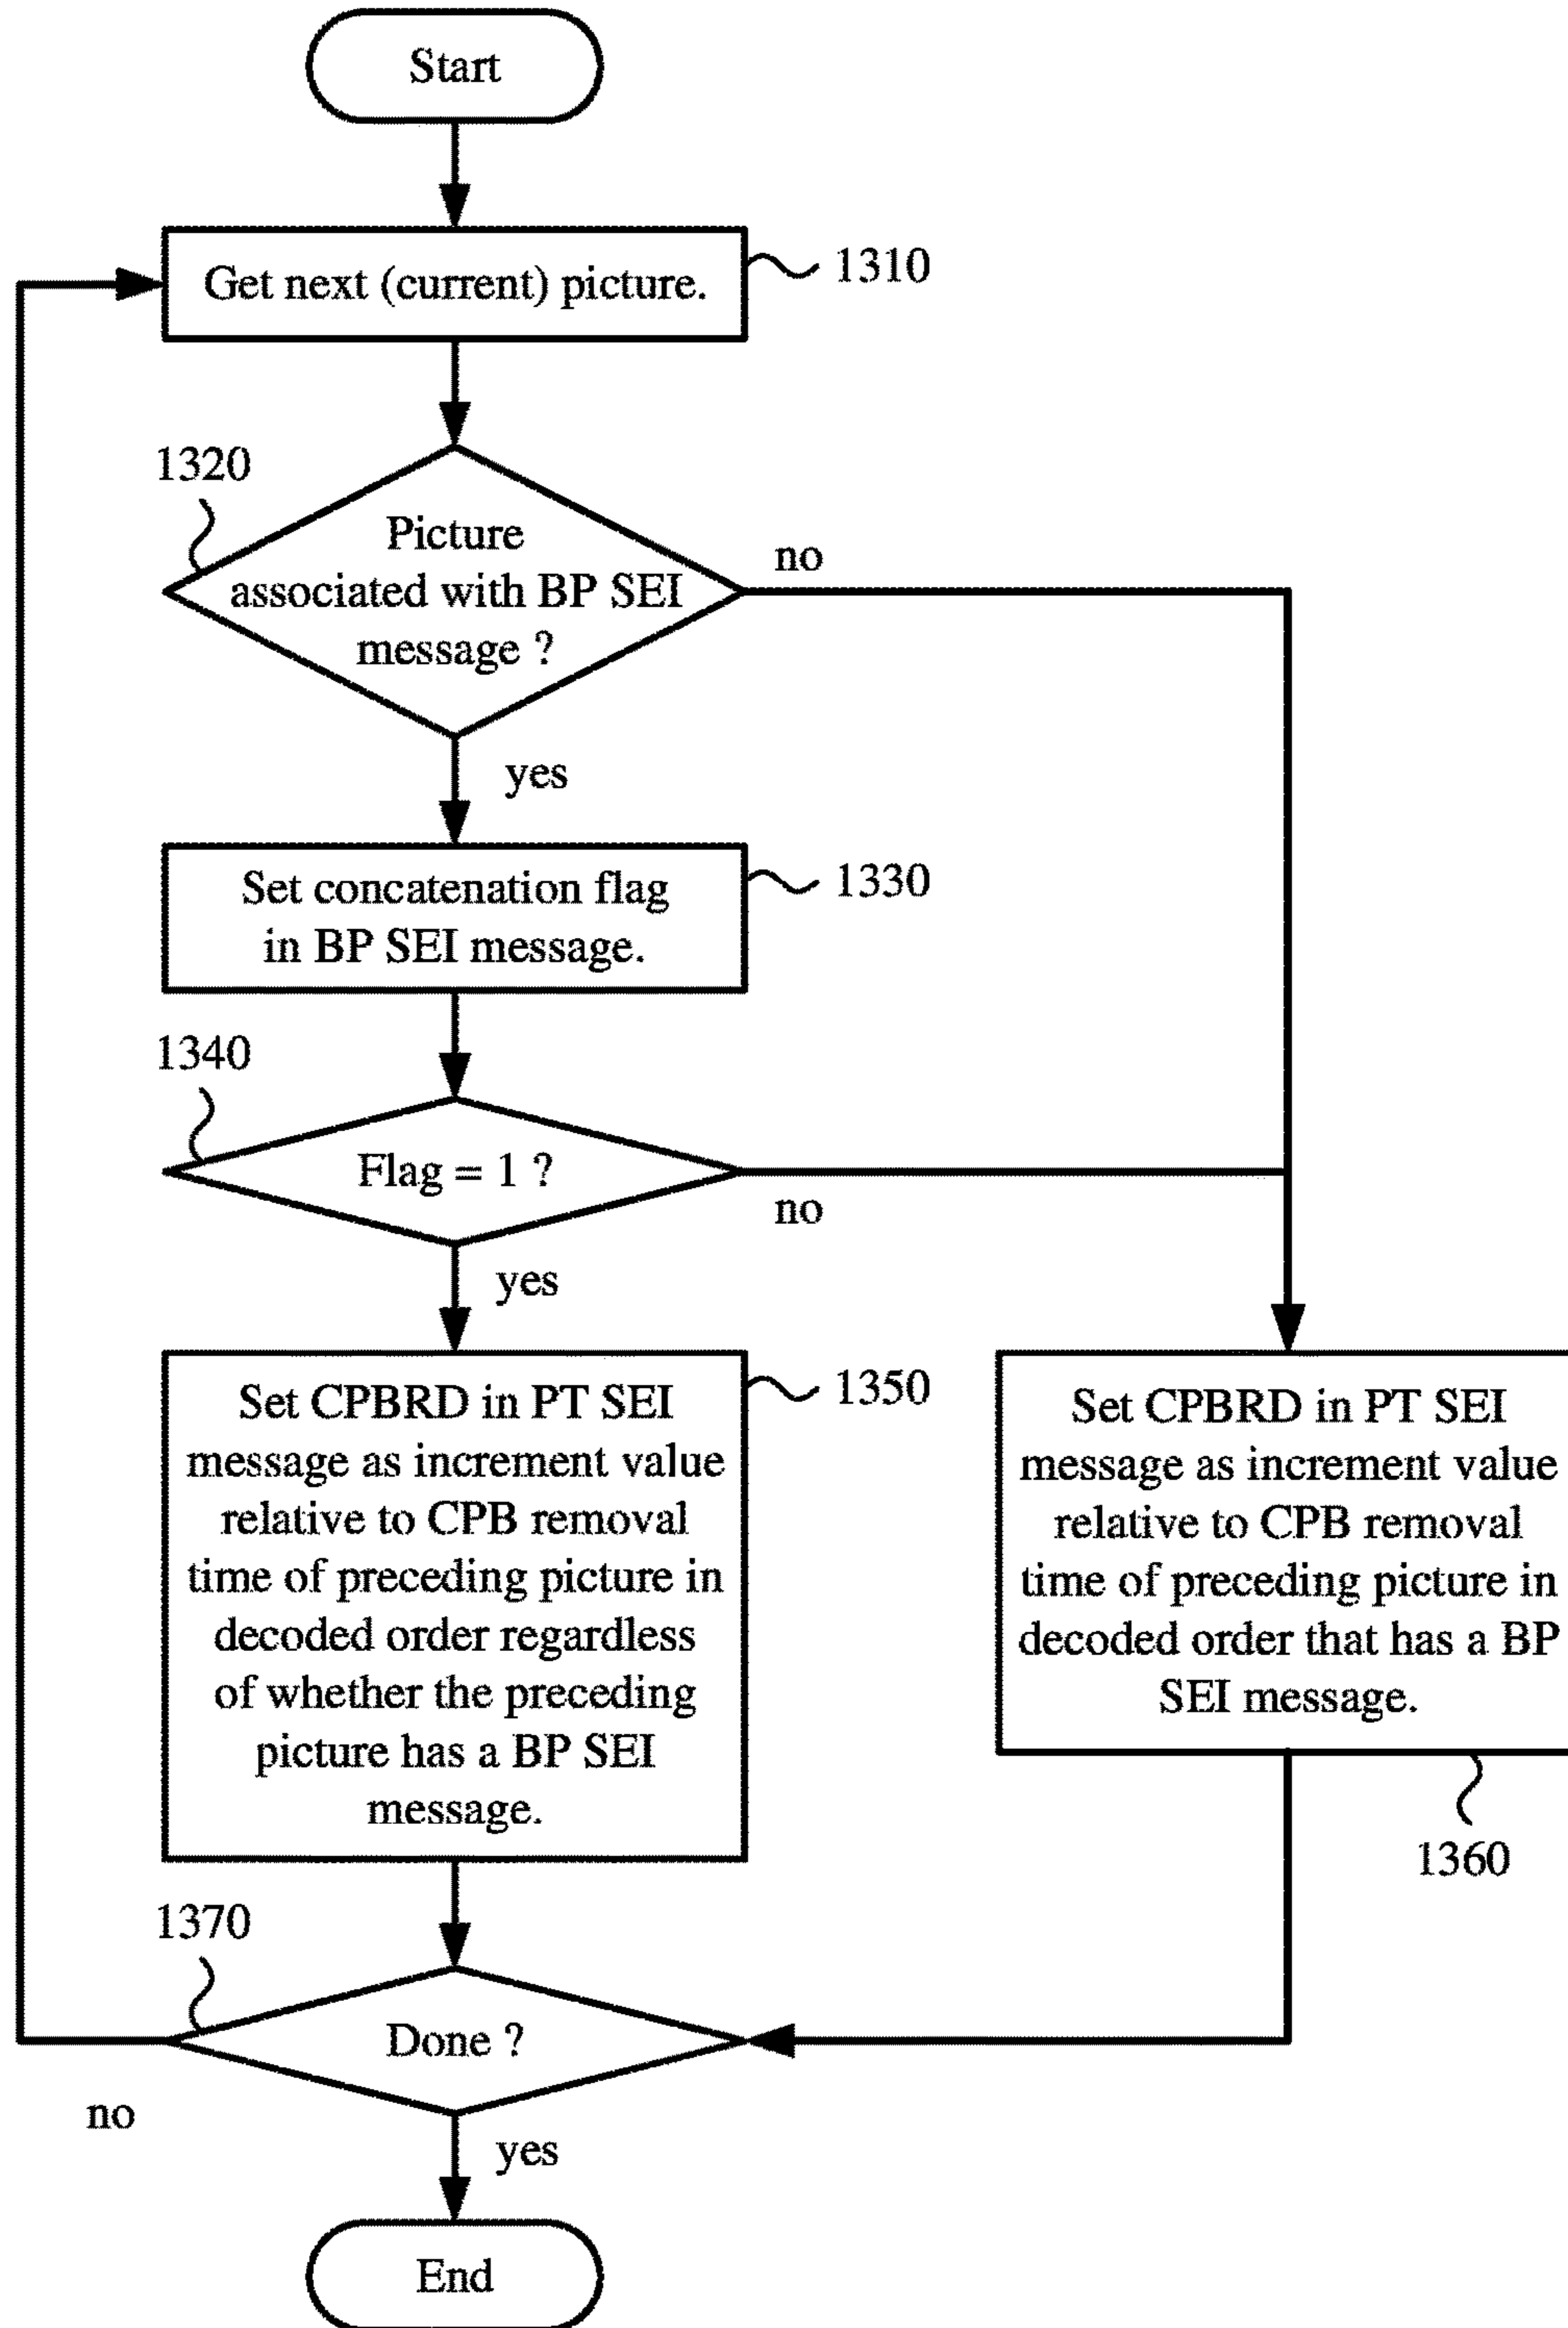 Start
Get next (current) picture.
1310
1320
Picture
associated with BP SEI
message ?
no
yes
Set concatenation flag
in BP SEI message.
1330
1340
Flag = 1 ?
no
yes
Set CPBRD in PT SEI
message as increment value
relative to CPB removal
time of preceding picture in
decoded order regardless
of whether the preceding
picture has a BP SEI
message.
1350
Set CPBRD in PT SEI
message as increment value
relative to CPB removal
time of preceding picture in
decoded order that has a BP
SEI message.
1360
1370
Done ?
no
yes
End